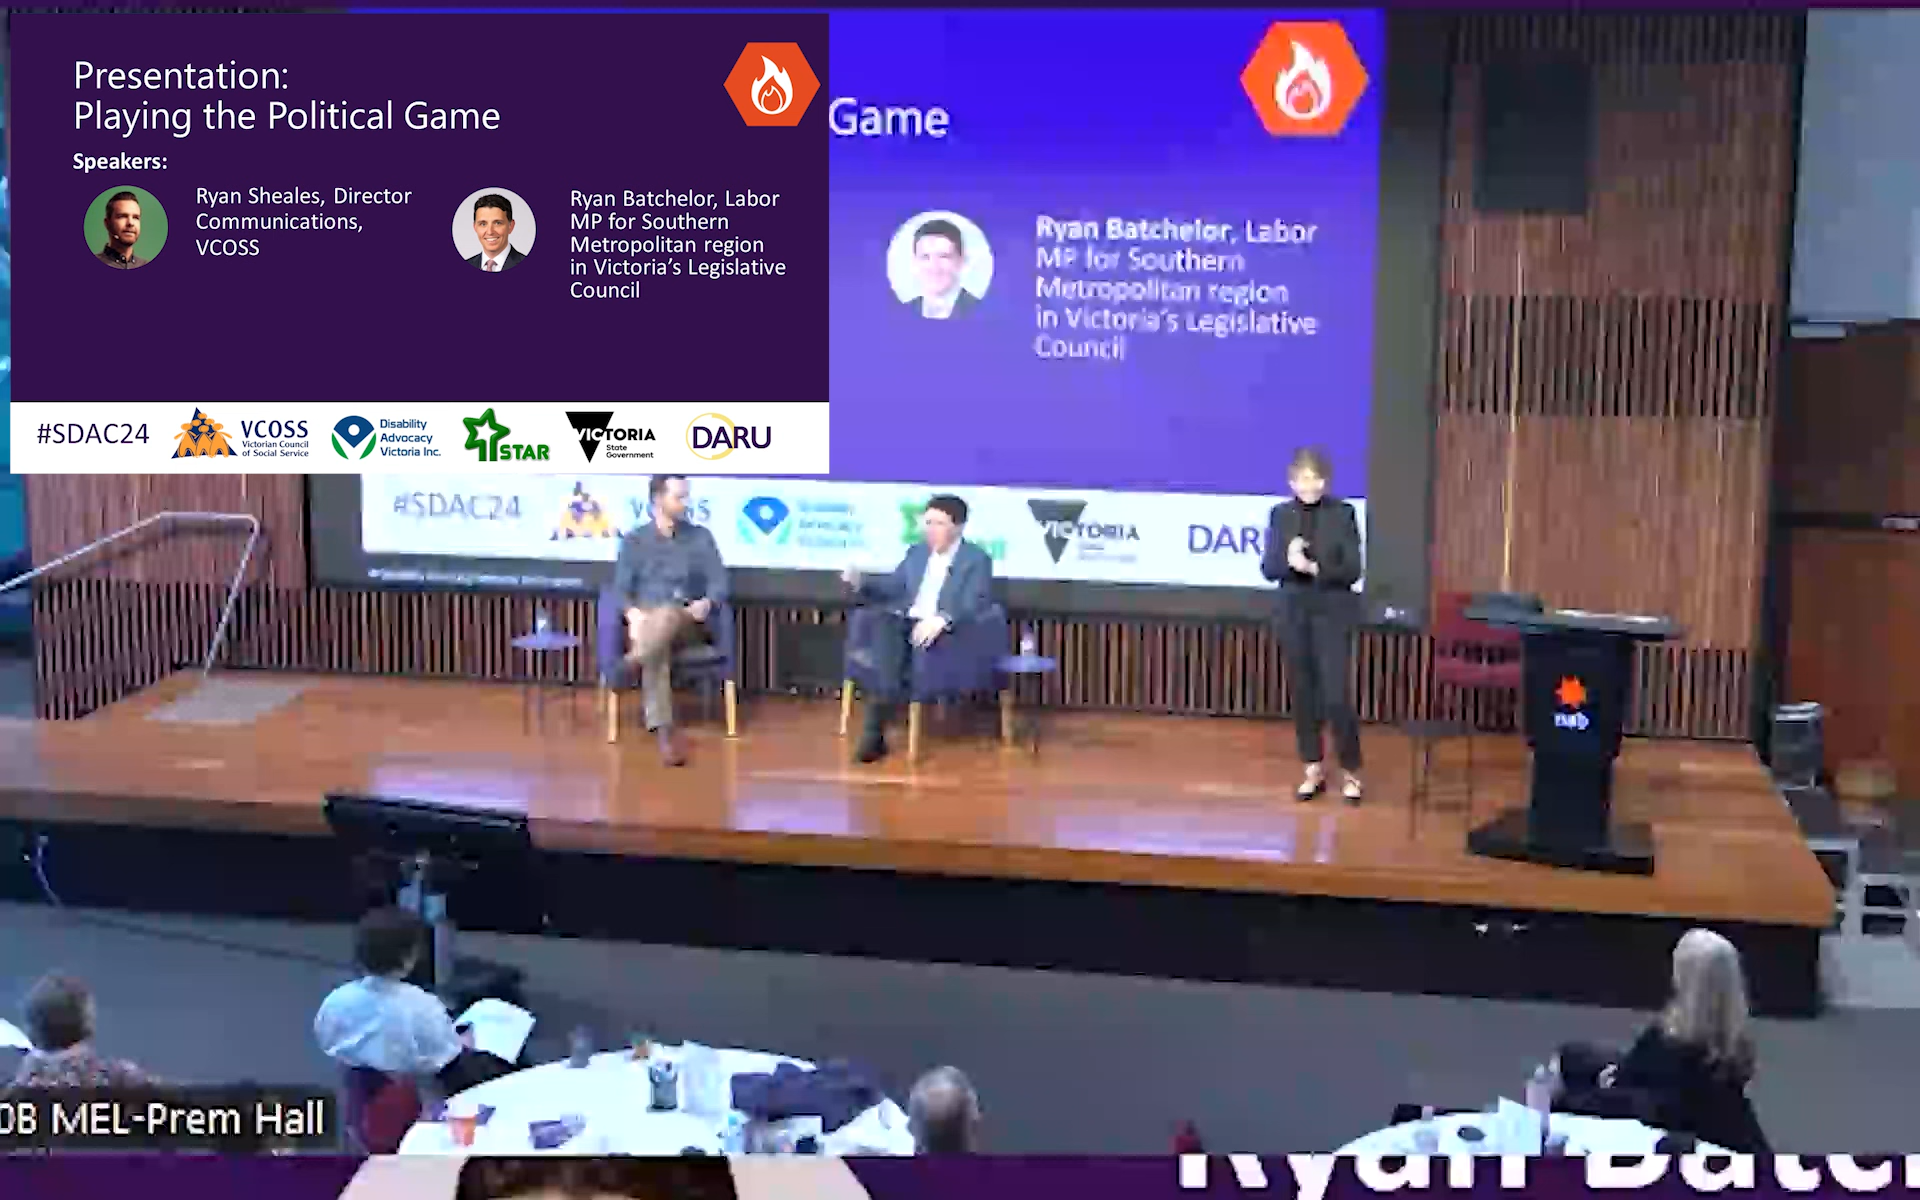 Presentation:
Playing the Political Game
Speakers:
Ryan Sheales, Director
Communications,
VCOSS
Ryan Batchelor, Labor
MP for Southern
Metropolitan region
in Victoria's Legislative
Council
#SDAC24
VCOSS
Victorian Council
of Social Service
Disability
Advocacy
Victoria Inc.
STAR
VICTORIA
State
Government
DARU
Game
Ryan Batchelor, Labor
MP for Southern
Metropolitan region
in Victoria's Legislative
Council
#SDAC24
VICTORIA
DAR
MEL-Prem Hall
Ryan Batc